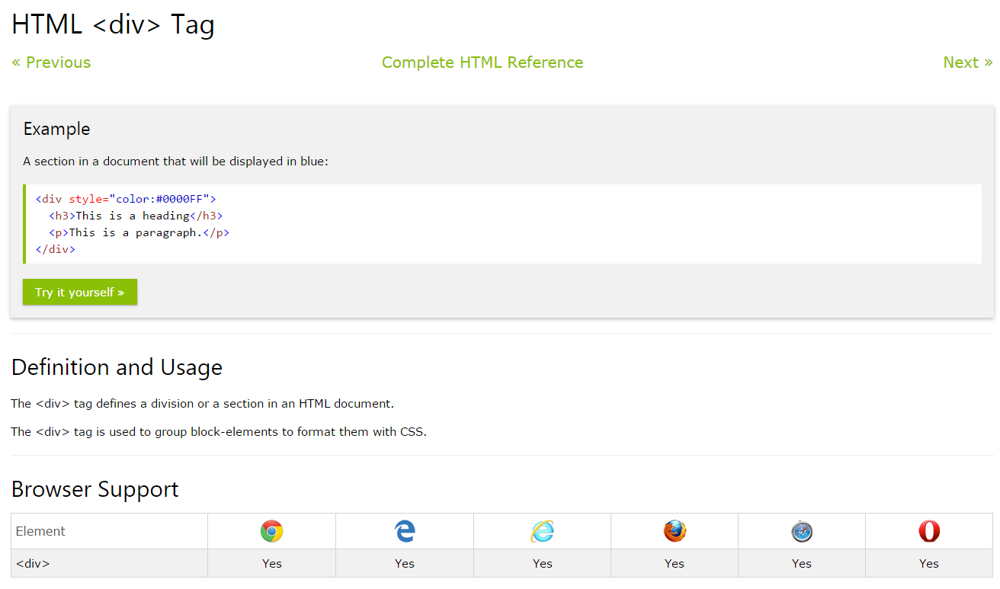 HTML <div> Tag
« Previous Complete HTML Reference Next »
Example
A section in a document that will be displayed in blue:
<div style="color:#0000FF">
  <h3>This is a heading</h3>
  <p>This is a paragraph.</p>
</div>
Try it yourself »
Definition and Usage
The <div> tag defines a division or a section in an HTML document.
The <div> tag is used to group block-elements to format them with CSS.
Browser Support
Element
<div> Yes Yes Yes Yes Yes Yes